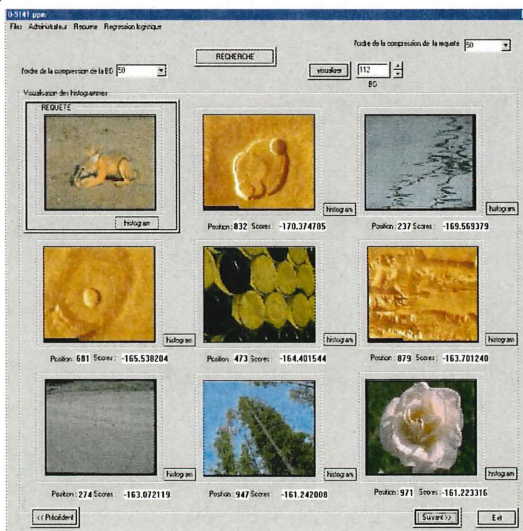 0-5141.ppm
Files Administrateur Requete Regression logistique
l'ordre de la compression de la requete 50
RECHERCHE
l'ordre de la compression de la BD 50
visualiser 112
BD
Visualisation des histogrammes
REQUETE
histogram
histogram
histogram
Position: 832 Scores: -170.374785
Position: 237 Scores: -169.569379
histogram
histogram
histogram
Position: 681 Scores: -165.538204
Position: 473 Scores: -164.401544
Position: 879 Scores: -163.701240
histogram
histogram
histogram
Position: 274 Scores: -163.072119
Position: 947 Scores: -161.242008
Position: 971 Scores: -161.223316
<< Précédent
Suivant >>
Exit